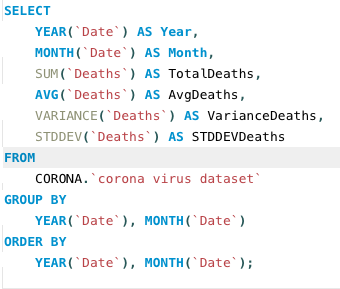 SELECT
YEAR(`Date`) AS Year,
MONTH(`Date`) AS Month,
SUM(`Deaths`) AS TotalDeaths,
AVG(`Deaths`) AS AvgDeaths,
VARIANCE(`Deaths`) AS VarianceDeaths,
STDDEV(`Deaths`) AS STDDEVDeaths
FROM
CORONA.`corona virus dataset`
GROUP BY
YEAR(`Date`), MONTH(`Date`)
ORDER BY
YEAR(`Date`), MONTH(`Date`);